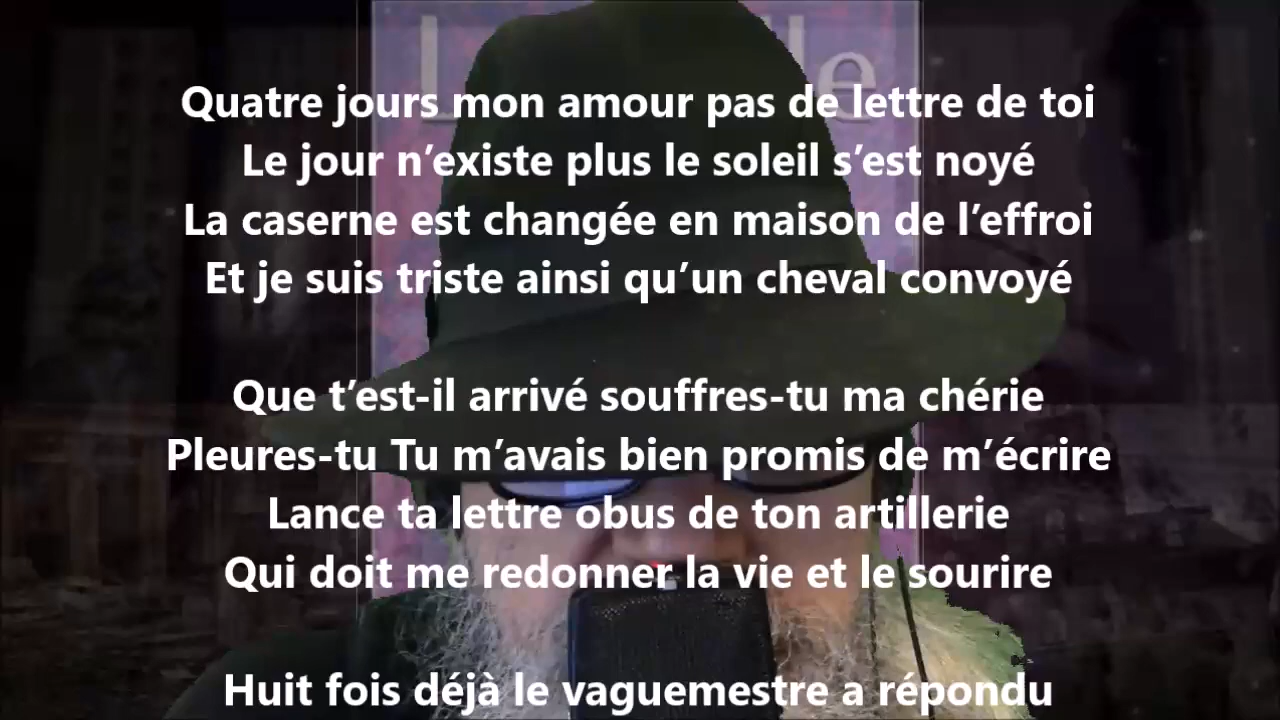 Quatre jours mon amour pas de lettre de toi
Le jour n’existe plus le soleil s’est noyé
La caserne est changée en maison de l’effroi
Et je suis triste ainsi qu’un cheval convoyé
Que t’est-il arrivé souffres-tu ma chérie
Pleures-tu Tu m’avais bien promis de m’écrire
Lance ta lettre obus de ton artillerie
Qui doit me redonner la vie et le sourire
Huit fois déjà le vaguemestre a répondu